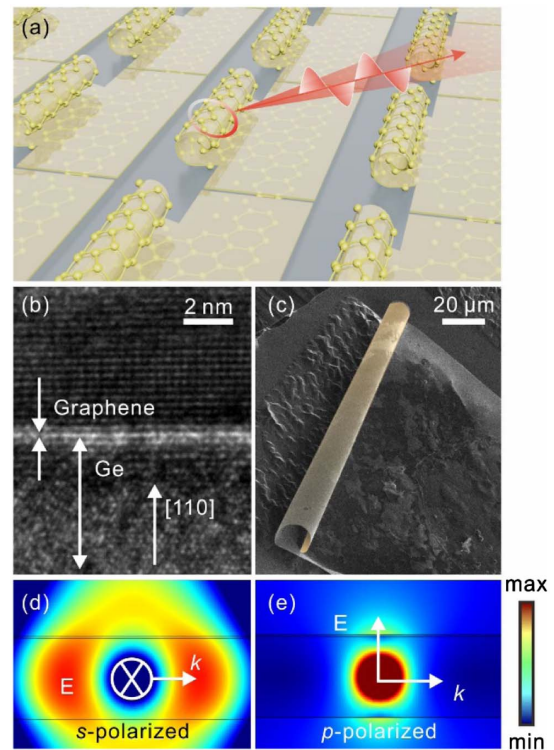 (a)
(b)
2 nm
Graphene
Ge
[110]
(c)
20 μm
(d)
E
k
s-polarized
(e)
E
k
p-polarized
max
min